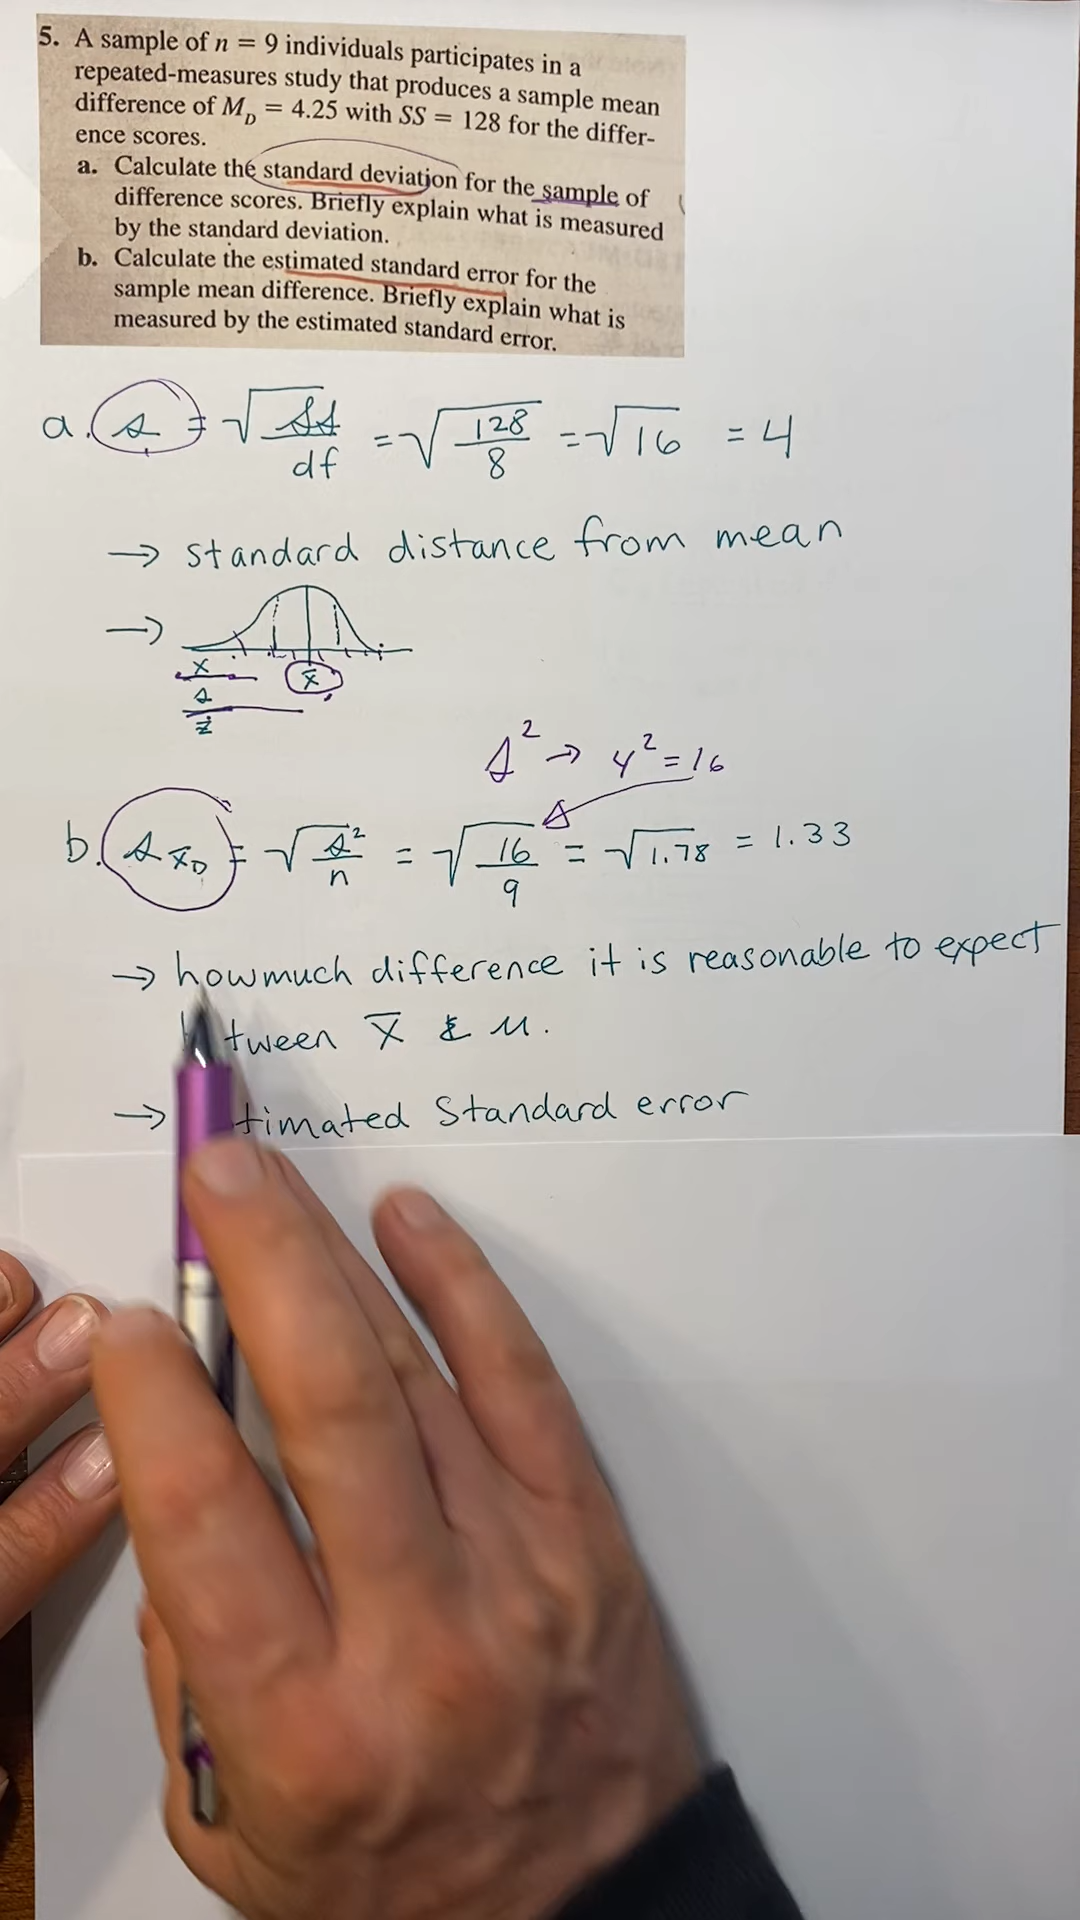 5. A sample of n = 9 individuals participates in a
repeated-measures study that produces a sample mean
difference of M_D = 4.25 with SS = 128 for the differ-
ence scores.
a. Calculate the standard deviation for the sample of
difference scores. Briefly explain what is measured
by the standard deviation.
b. Calculate the estimated standard error for the
sample mean difference. Briefly explain what is
measured by the estimated standard error.
a. s = √(SS/df) = √(128/8) = √16 = 4
→ standard distance from mean
→
x x̄
s
z
s² → 4² = 16
b. s x̄_D = √(s²/n) = √(16/9) = √1.78 = 1.33
→ how much difference it is reasonable to expect
tween x̄ & μ.
→ timated Standard error